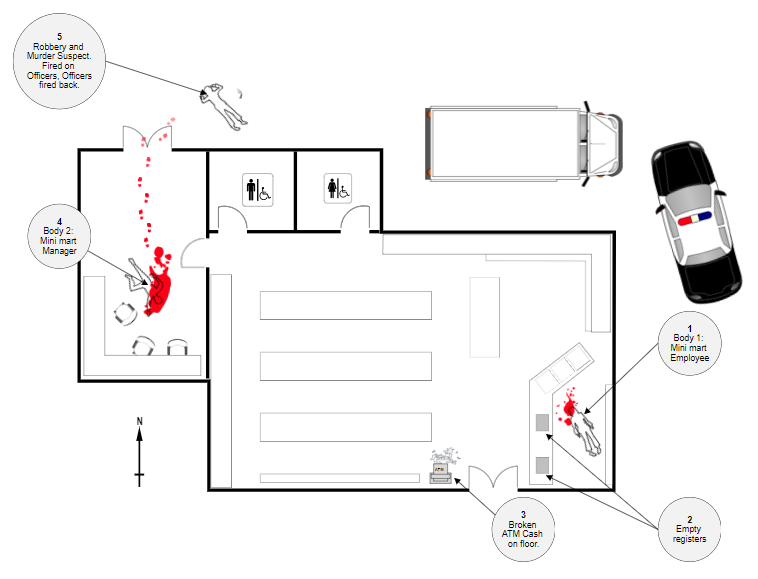 5
Robbery and
Murder Suspect.
Fired on
Officers, Officers
fired back.
4
Body 2:
Mini mart
Manager
1
Body 1:
Mini mart
Employee
N
ATM
3
Broken
ATM Cash
on floor.
2
Empty
registers